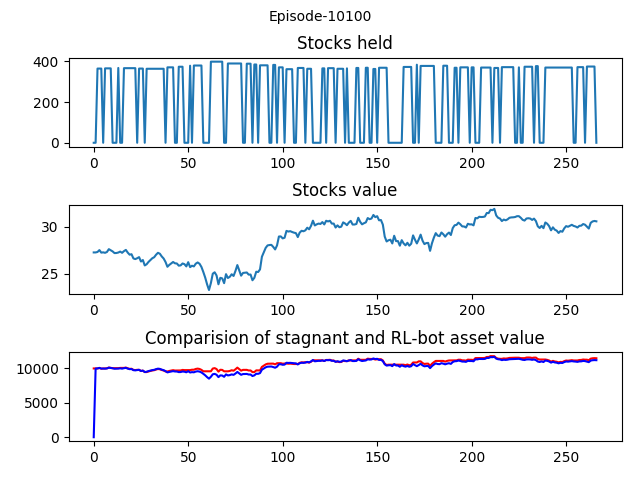 Episode-10100
Stocks held
400
200
0
0 50 100 150 200 250
Stocks value
30
25
0 50 100 150 200 250
Comparision of stagnant and RL-bot asset value
10000
5000
0
0 50 100 150 200 250